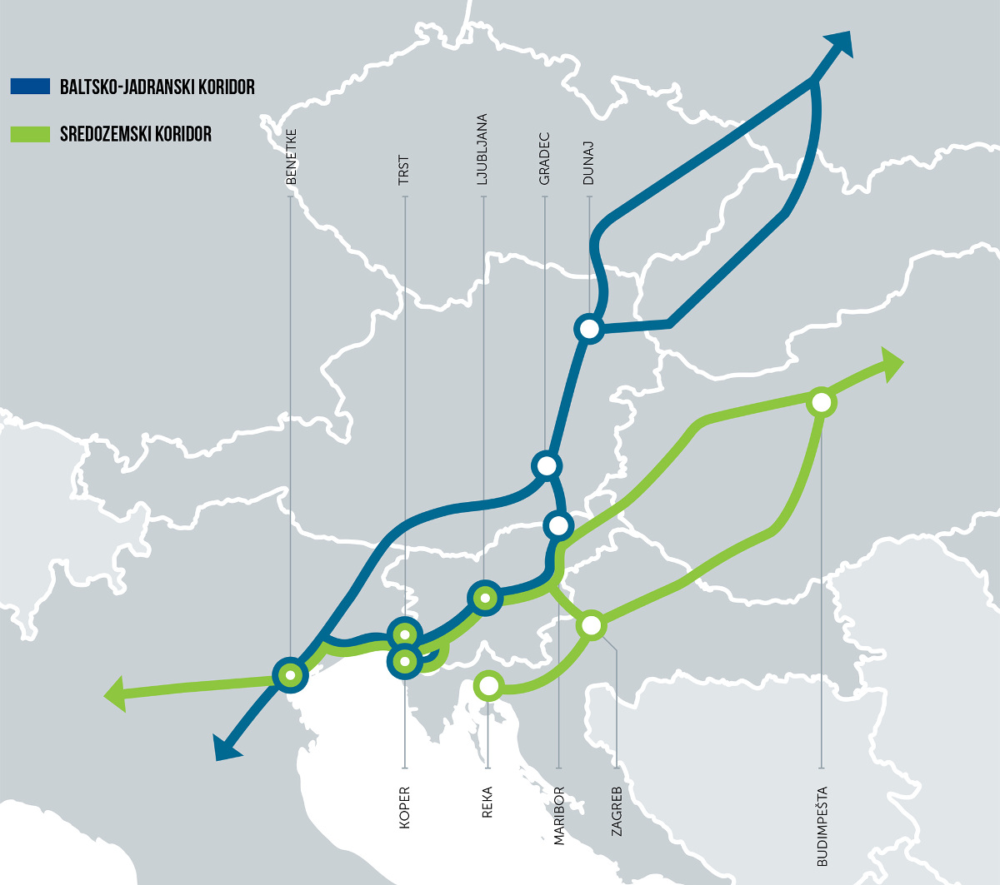 BALTSKO-JADRANSKI KORIDOR
SREDOZEMSKI KORIDOR
BENETKE
TRST
LJUBLJANA
GRADEC
DUNAJ
KOPER
REKA
MARIBOR
ZAGREB
BUDIMPEŠTA